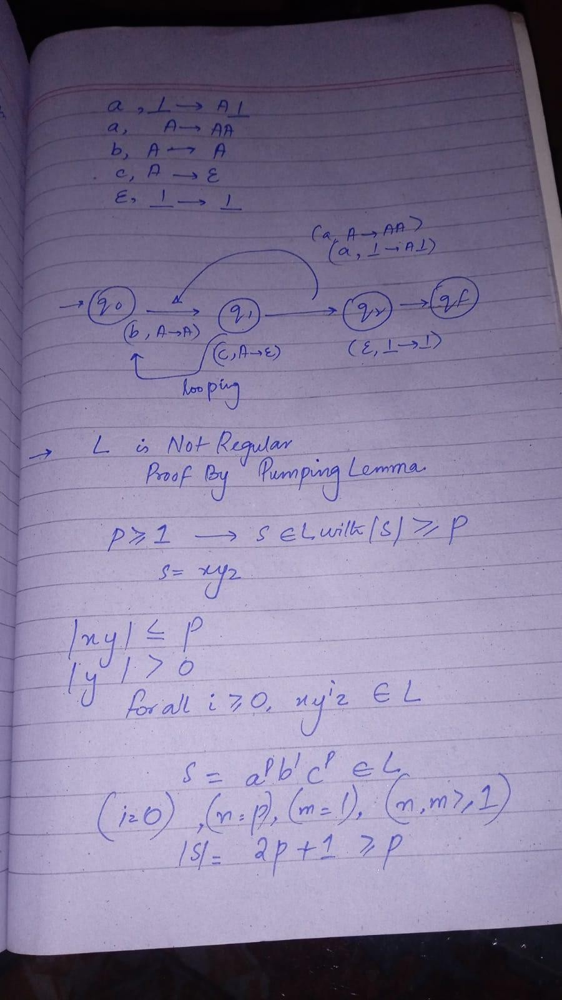 a, ⊥ → A⊥
a, A → AA
b, A → A
c, A → ε
ε, ⊥ → ⊥
(a, A → AA)
(a, ⊥ → A⊥)
→ q0 → q1 → q2 → qf
(b, A→A)
(c, A→ε)
(ε, ⊥→⊥)
looping
→ L is Not Regular
Proof By Pumping Lemma.
p ≥ 1 → s ∈ L with |s| ≥ p
s = xyz
|xy| ≤ p
|y| > 0
for all i ≥ 0, xyⁱz ∈ L
s = aᵖb¹cᵖ ∈ L
(i=0), (n=p), (m=1), (n,m ≥ 1)
|s| = 2p + 1 ≥ p